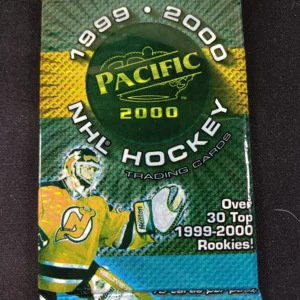 1999 • 2000
PACIFIC
2000
NHL HOCKEY
TRADING CARDS
Over
30 Top
1999-2000
Rookies!